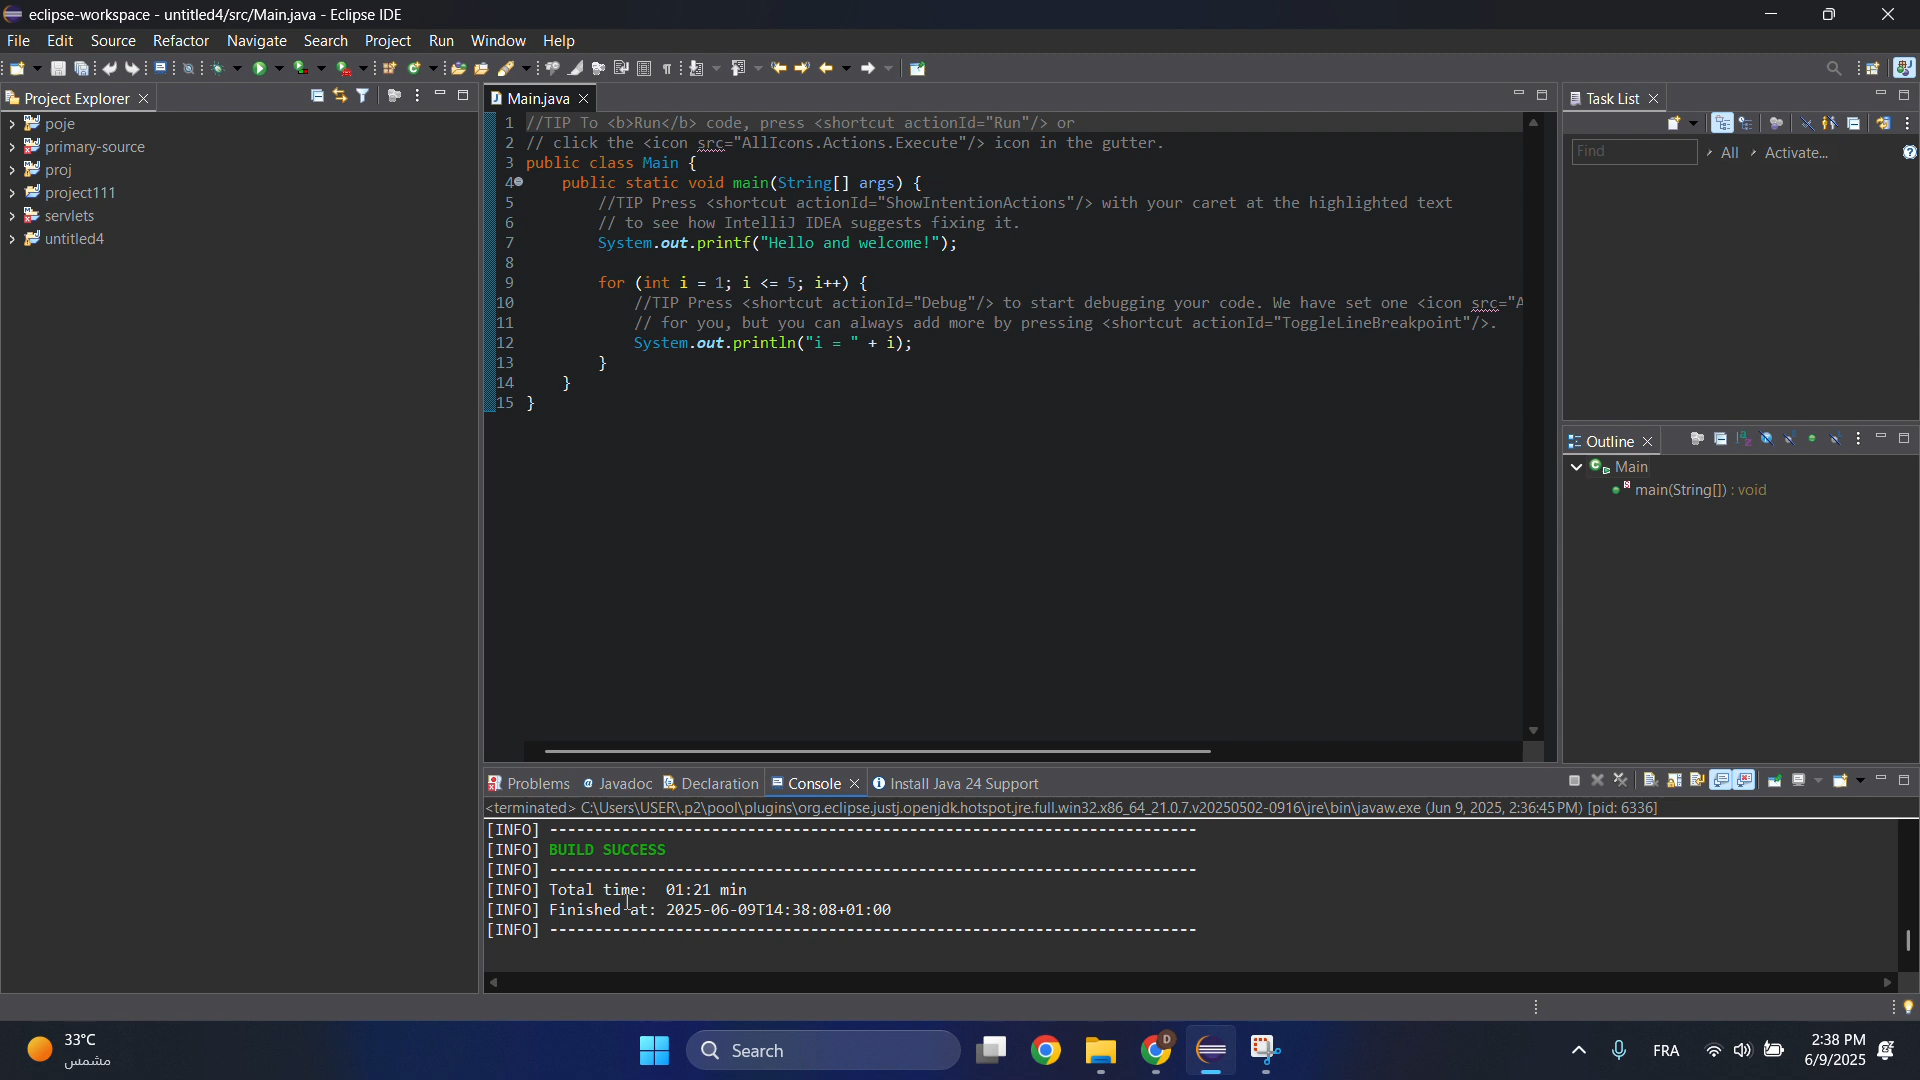 eclipse-workspace - untitled4/src/Main.java - Eclipse IDE
File Edit Source Refactor Navigate Search Project Run Window Help
Project Explorer
poje
primary-source
proj
project111
servlets
untitled4
Main.java
1 //TIP To <b>Run</b> code, press <shortcut actionId="Run"/> or
2 // click the <icon src="AllIcons.Actions.Execute"/> icon in the gutter.
3 public class Main {
4 public static void main(String[] args) {
5 //TIP Press <shortcut actionId="ShowIntentionActions"/> with your caret at the highlighted text
6 // to see how IntelliJ IDEA suggests fixing it.
7 System.out.printf("Hello and welcome!");
8
9 for (int i = 1; i <= 5; i++) {
10 //TIP Press <shortcut actionId="Debug"/> to start debugging your code. We have set one <icon src="A
11 // for you, but you can always add more by pressing <shortcut actionId="ToggleLineBreakpoint"/>.
12 System.out.println("i = " + i);
13 }
14 }
15 }
Task List
Find All Activate...
Outline
Main
main(String[]) : void
Problems Javadoc Declaration Console Install Java 24 Support
<terminated> C:\Users\USER\.p2\pool\plugins\org.eclipse.justj.openjdk.hotspot.jre.full.win32.x86_64_21.0.7.v20250502-0916\jre\bin\javaw.exe (Jun 9, 2025, 2:36:45 PM) [pid: 6336]
[INFO] ------------------------------------------------------------------------
[INFO] BUILD SUCCESS
[INFO] ------------------------------------------------------------------------
[INFO] Total time:  01:21 min
[INFO] Finished at: 2025-06-09T14:38:08+01:00
[INFO] ------------------------------------------------------------------------
33°C
مشمس
Search
D
FRA
2:38 PM
6/9/2025